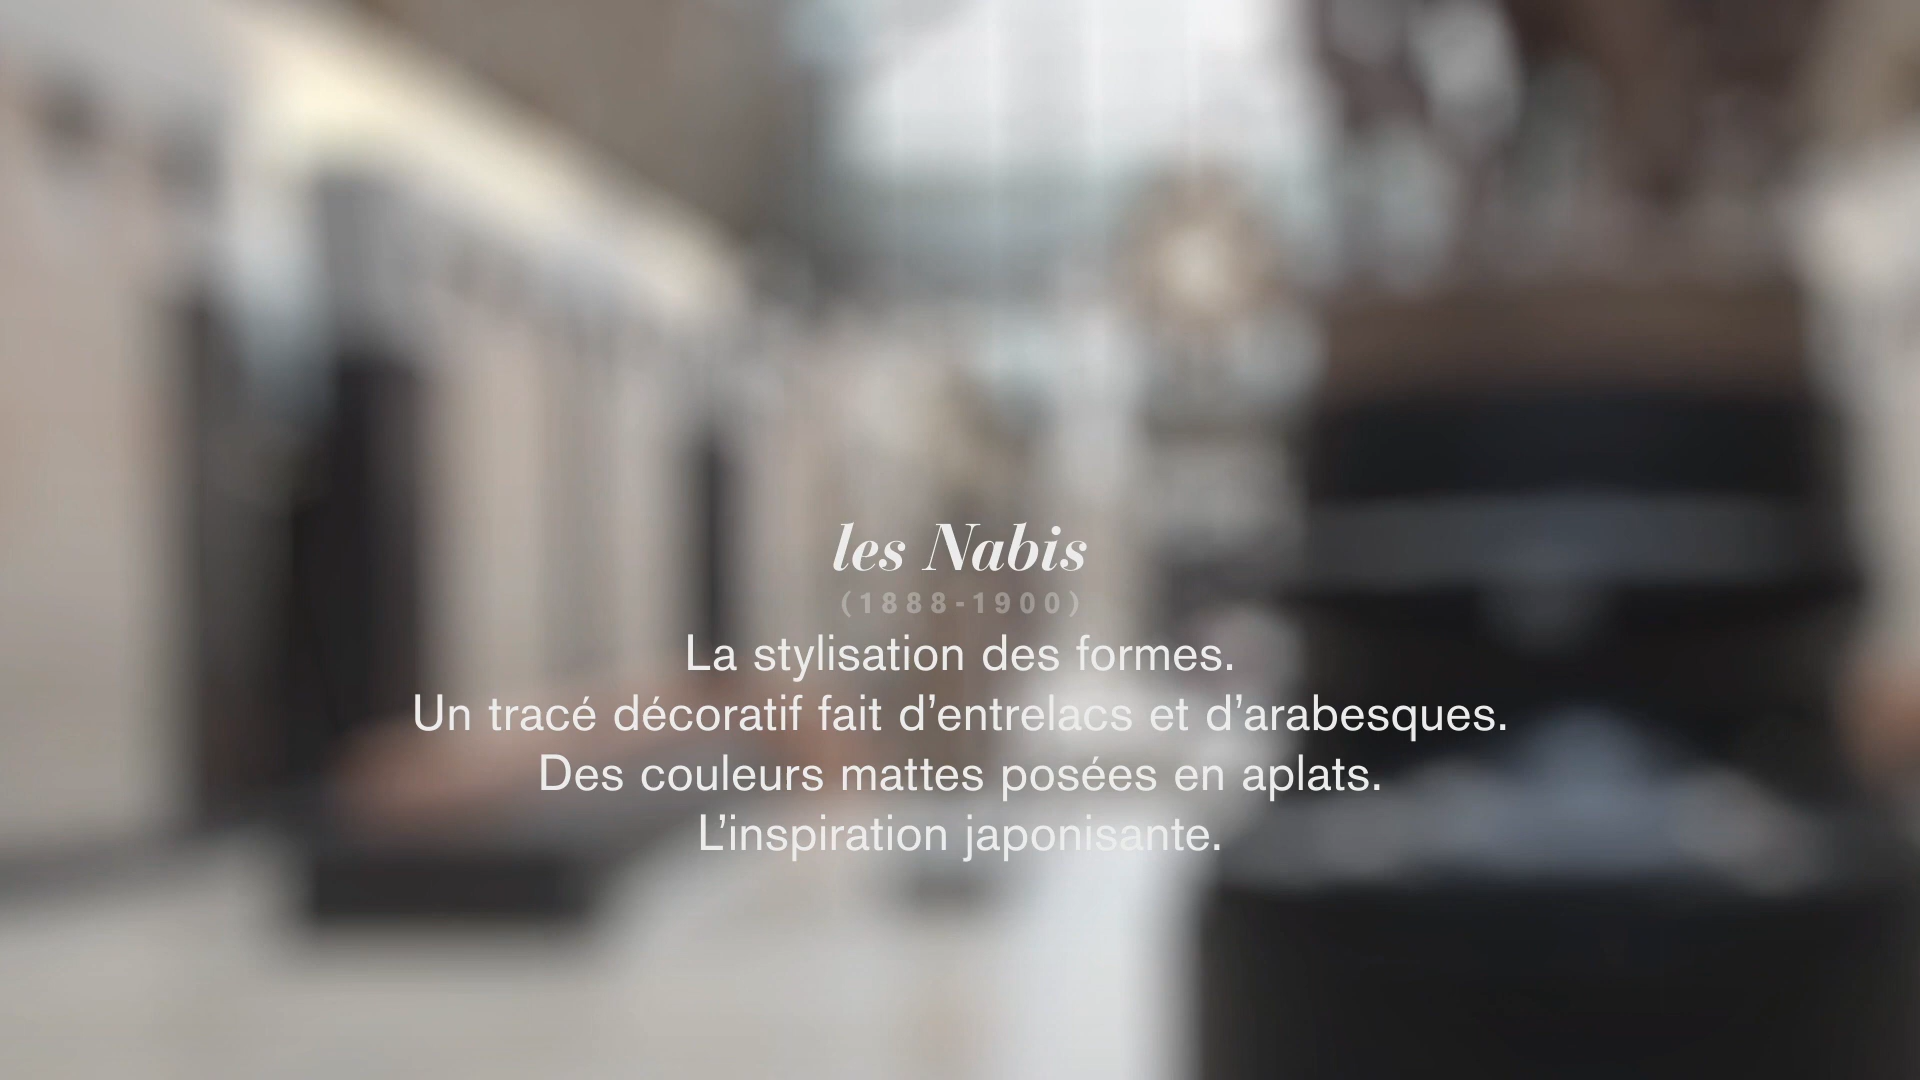 les Nabis
(1888-1900)
La stylisation des formes.
Un tracé décoratif fait d’entrelacs et d’arabesques.
Des couleurs mattes posées en aplats.
L’inspiration japonisante.